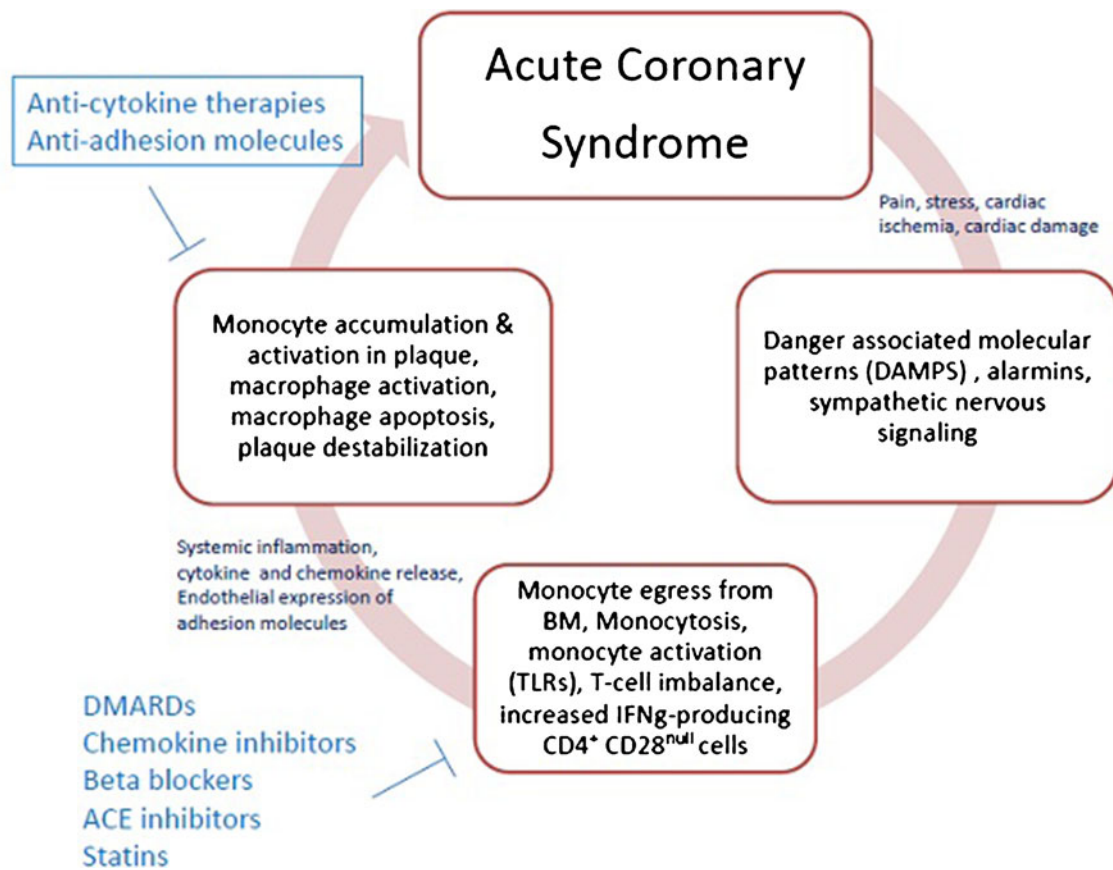 Acute Coronary
Syndrome
Anti-cytokine therapies
Anti-adhesion molecules
Pain, stress, cardiac
ischemia, cardiac damage
Danger associated molecular
patterns (DAMPS) , alarmins,
sympathetic nervous
signaling
Monocyte accumulation &
activation in plaque,
macrophage activation,
macrophage apoptosis,
plaque destabilization
Systemic inflammation,
cytokine and chemokine release,
Endothelial expression of
adhesion molecules
Monocyte egress from
BM, Monocytosis,
monocyte activation
(TLRs), T-cell imbalance,
increased IFNg-producing
CD4⁺ CD28ⁿᵘˡˡ cells
DMARDs
Chemokine inhibitors
Beta blockers
ACE inhibitors
Statins